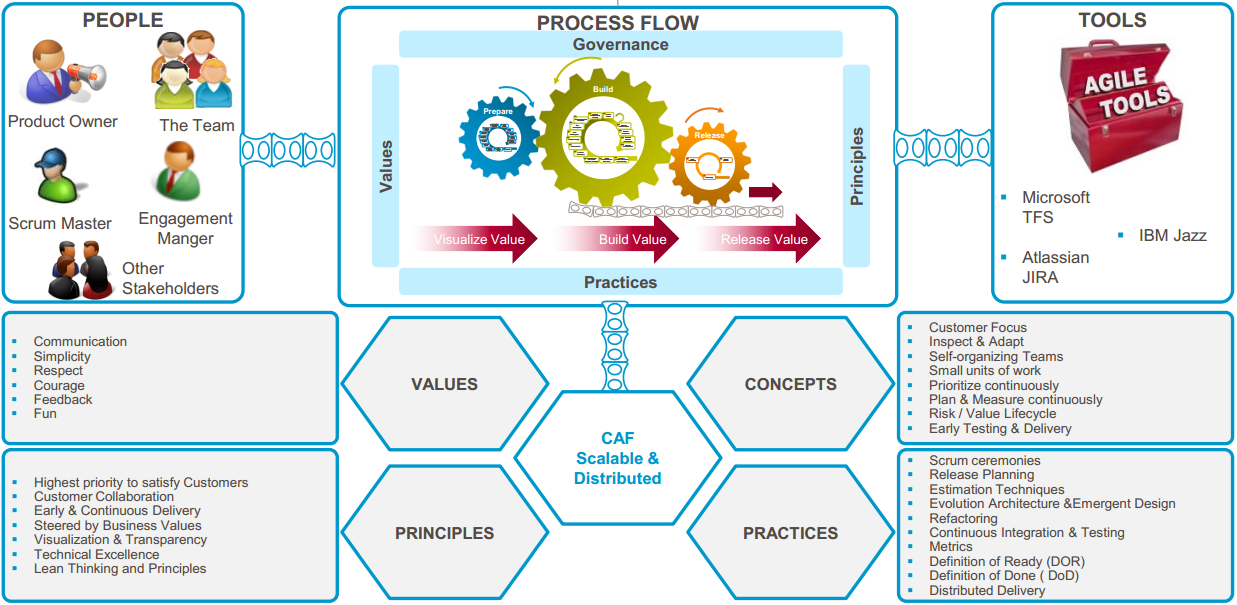 PEOPLE
Product Owner
The Team
Scrum Master
Engagement
Manger
Other
Stakeholders
PROCESS FLOW
Governance
Values
Prepare
Build
Release
Principles
Visualize Value
Build Value
Release Value
Practices
TOOLS
AGILE
TOOLS
Microsoft
TFS
IBM Jazz
Atlassian
JIRA
Communication
Simplicity
Respect
Courage
Feedback
Fun
VALUES
CONCEPTS
Customer Focus
Inspect & Adapt
Self-organizing Teams
Small units of work
Prioritize continuously
Plan & Measure continuously
Risk / Value Lifecycle
Early Testing & Delivery
CAF
Scalable &
Distributed
Highest priority to satisfy Customers
Customer Collaboration
Early & Continuous Delivery
Steered by Business Values
Visualization & Transparency
Technical Excellence
Lean Thinking and Principles
PRINCIPLES
PRACTICES
Scrum ceremonies
Release Planning
Estimation Techniques
Evolution Architecture &Emergent Design
Refactoring
Continuous Integration & Testing
Metrics
Definition of Ready (DOR)
Definition of Done ( DoD)
Distributed Delivery